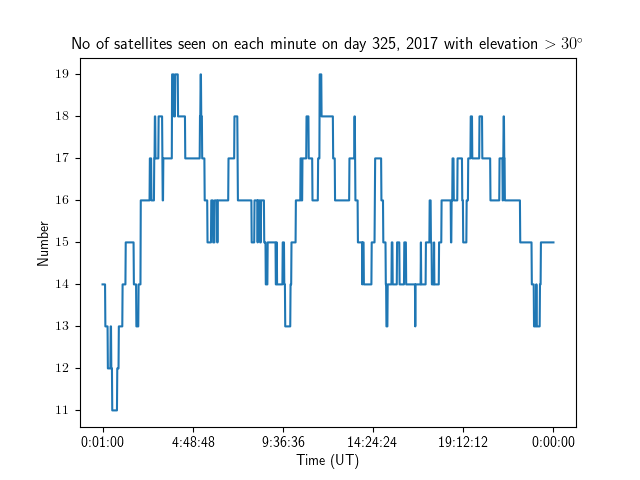 No of satellites seen on each minute on day 325, 2017 with elevation > 30°
19
18
17
16
15
14
13
12
11
Number
0:01:00 4:48:48 9:36:36 14:24:24 19:12:12 0:00:00
Time (UT)